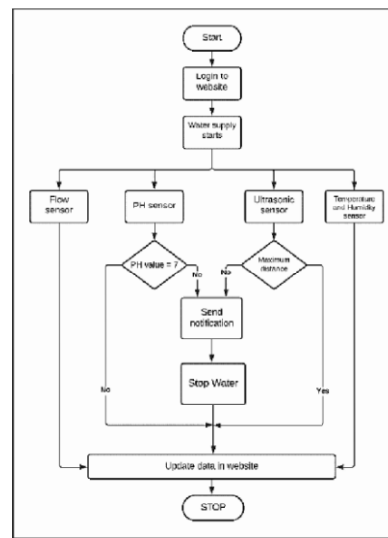 Start
Login to
website
Water supply
starts
Flow
sensor
PH sensor
Ultrasonic
sensor
Temperature
and Humidity
sensor
PH value = 7
Maximum
distance
No
No
Send
notification
Stop Water
No
Yes
Update data in website
STOP